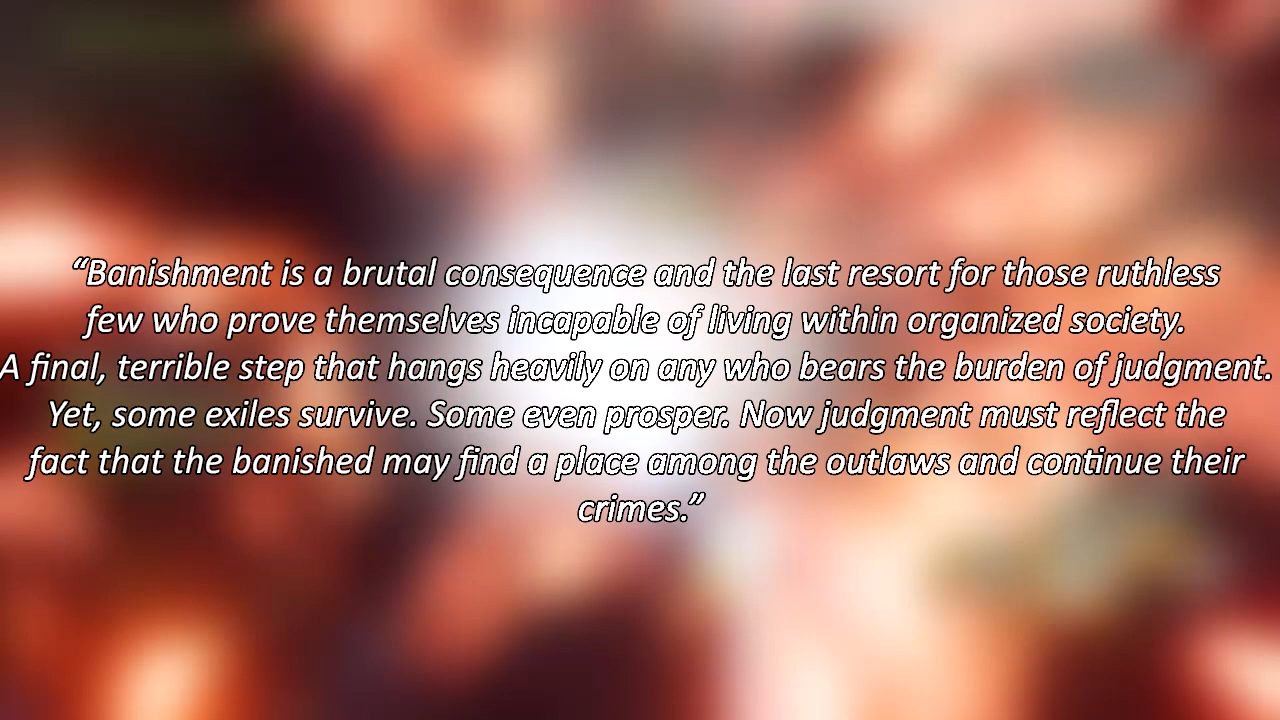 “Banishment is a brutal consequence and the last resort for those ruthless
few who prove themselves incapable of living within organized society.
A final, terrible step that hangs heavily on any who bears the burden of judgment.
Yet, some exiles survive. Some even prosper. Now judgment must reflect the
fact that the banished may find a place among the outlaws and continue their
crimes.”